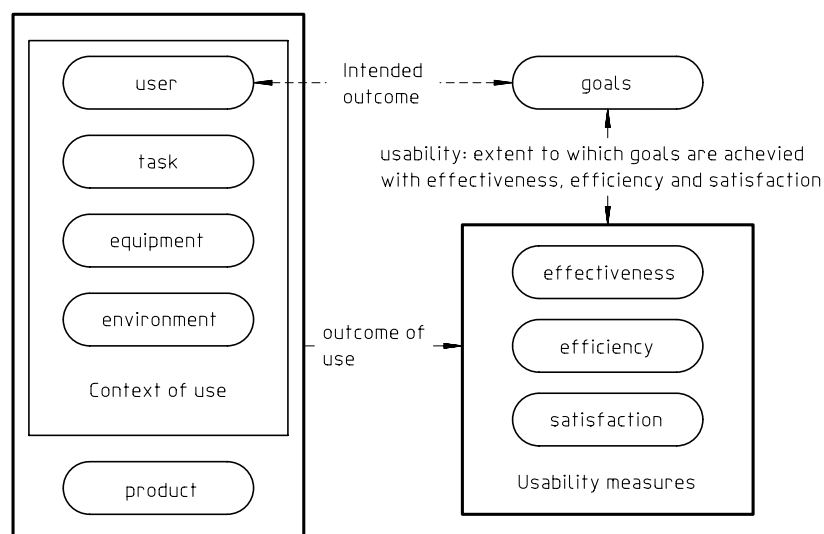 user
task
equipment
environment
Context of use
product
Intended
outcome
goals
usability: extent to wihich goals are achevied
with effectiveness, efficiency and satisfaction
outcome of
use
effectiveness
efficiency
satisfaction
Usability measures